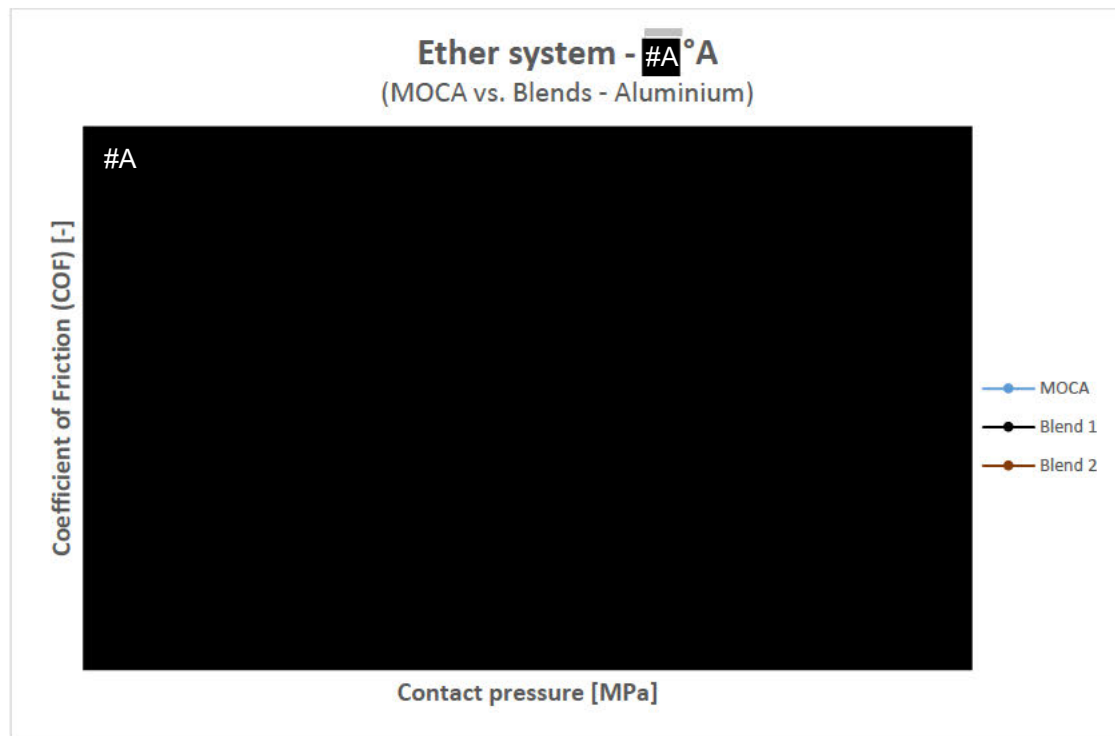 Ether system - #A °A
(MOCA vs. Blends - Aluminium)
#A
Coefficient of Friction (COF) [-]
MOCA
Blend 1
Blend 2
Contact pressure [MPa]